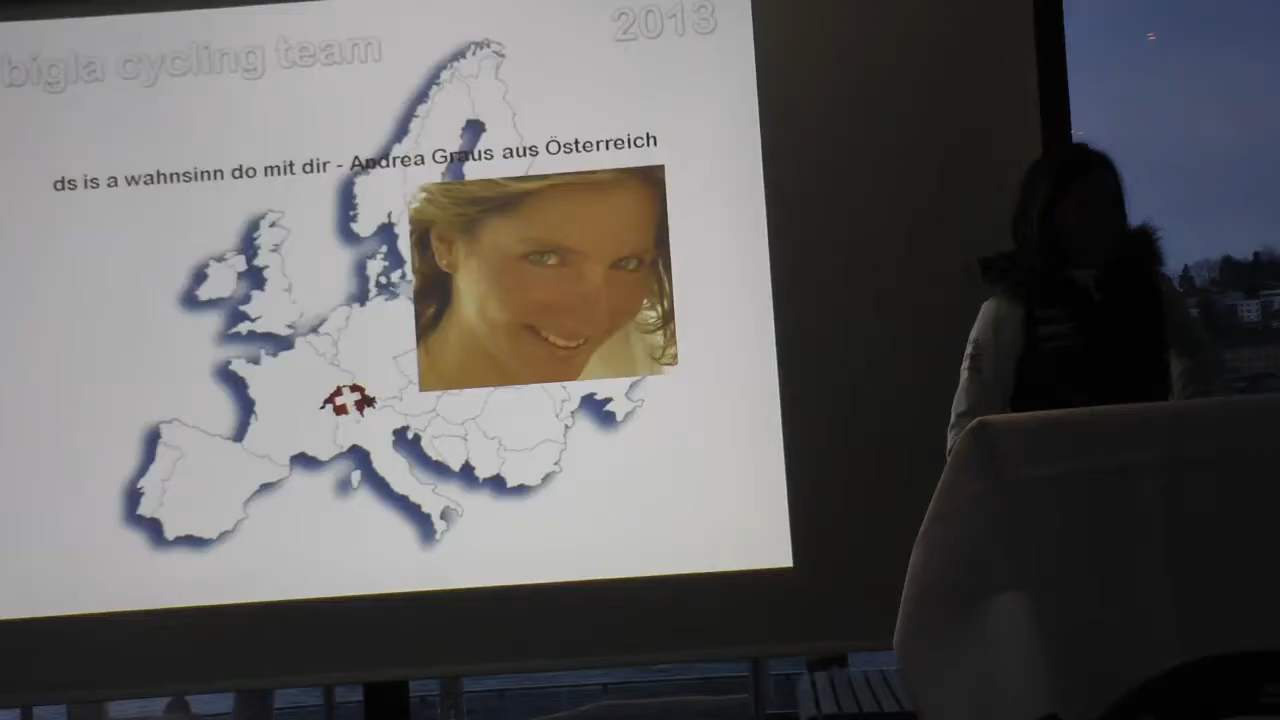 bigla cycling team 2013
ds is a wahnsinn do mit dir - Andrea Graus aus Österreich